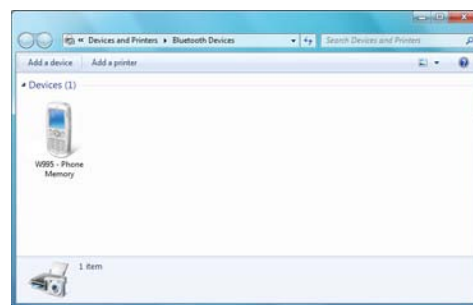 « Devices and Printers ▸ Bluetooth Devices
Search Devices and Printers
Add a device
Add a printer
Devices (1)
W995 - Phone
Memory
1 item